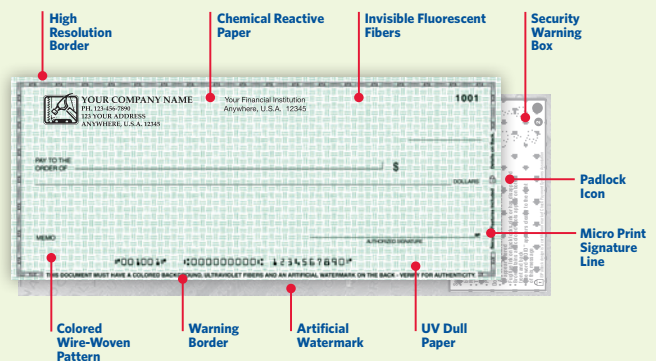 High
Resolution
Border
Chemical Reactive
Paper
Invisible Fluorescent
Fibers
Security
Warning
Box
YOUR COMPANY NAME
PH, 123-456-7890
123 YOUR ADDRESS
ANYWHERE, U.S.A. 12345
Your Financial Institution
Anywhere, U.S.A. 12345
1001
Details on Back.
PAY TO THE
ORDER OF
$
DOLLARS
Padlock
Icon
MEMO
AUTHORIZED SIGNATURE
MP
Micro Print
Signature
Line
⑈001001⑈ ⑆000000000⑆ 1234567890⑈
THIS DOCUMENT MUST HAVE A COLORED BACKGROUND, ULTRAVIOLET FIBERS AND AN ARTIFICIAL WATERMARK ON THE BACK - VERIFY FOR AUTHENTICITY.
Colored
Wire-Woven
Pattern
Warning
Border
Artificial
Watermark
UV Dull
Paper